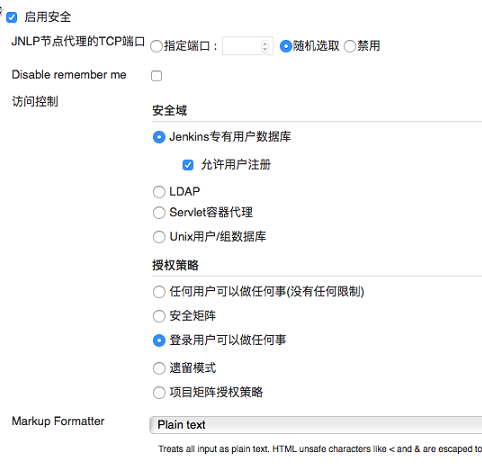 启用安全
JNLP节点代理的TCP端口 指定端口 : 随机选取 禁用
Disable remember me
访问控制
安全域
Jenkins专有用户数据库
允许用户注册
LDAP
Servlet容器代理
Unix用户/组数据库
授权策略
任何用户可以做任何事(没有任何限制)
安全矩阵
登录用户可以做任何事
遗留模式
项目矩阵授权策略
Markup Formatter Plain text
Treats all input as plain text. HTML unsafe characters like < and & are escaped to